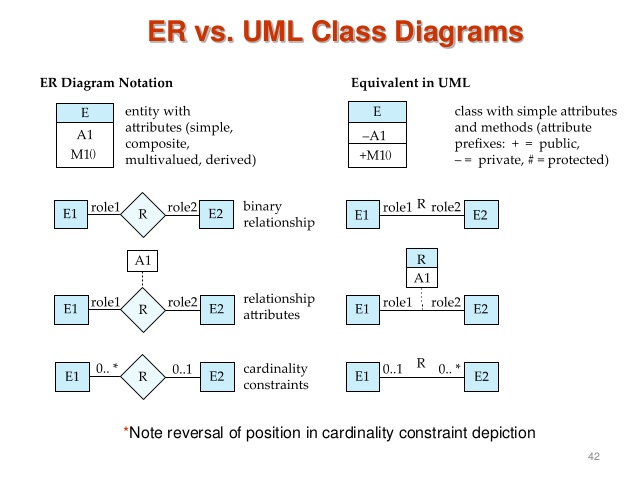 ER vs. UML Class Diagrams
ER Diagram Notation
Equivalent in UML
E
A1
M1()
entity with
attributes (simple,
composite,
multivalued, derived)
E
–A1
+M1()
class with simple attributes
and methods (attribute
prefixes: + = public,
– = private, # = protected)
E1 role1 R role2 E2
binary
relationship
E1 role1 R role2 E2
A1
E1 role1 R role2 E2
relationship
attributes
R
A1
E1 role1 role2 E2
E1 0.. * R 0..1 E2
cardinality
constraints
E1 0..1 R 0.. * E2
*Note reversal of position in cardinality constraint depiction
42